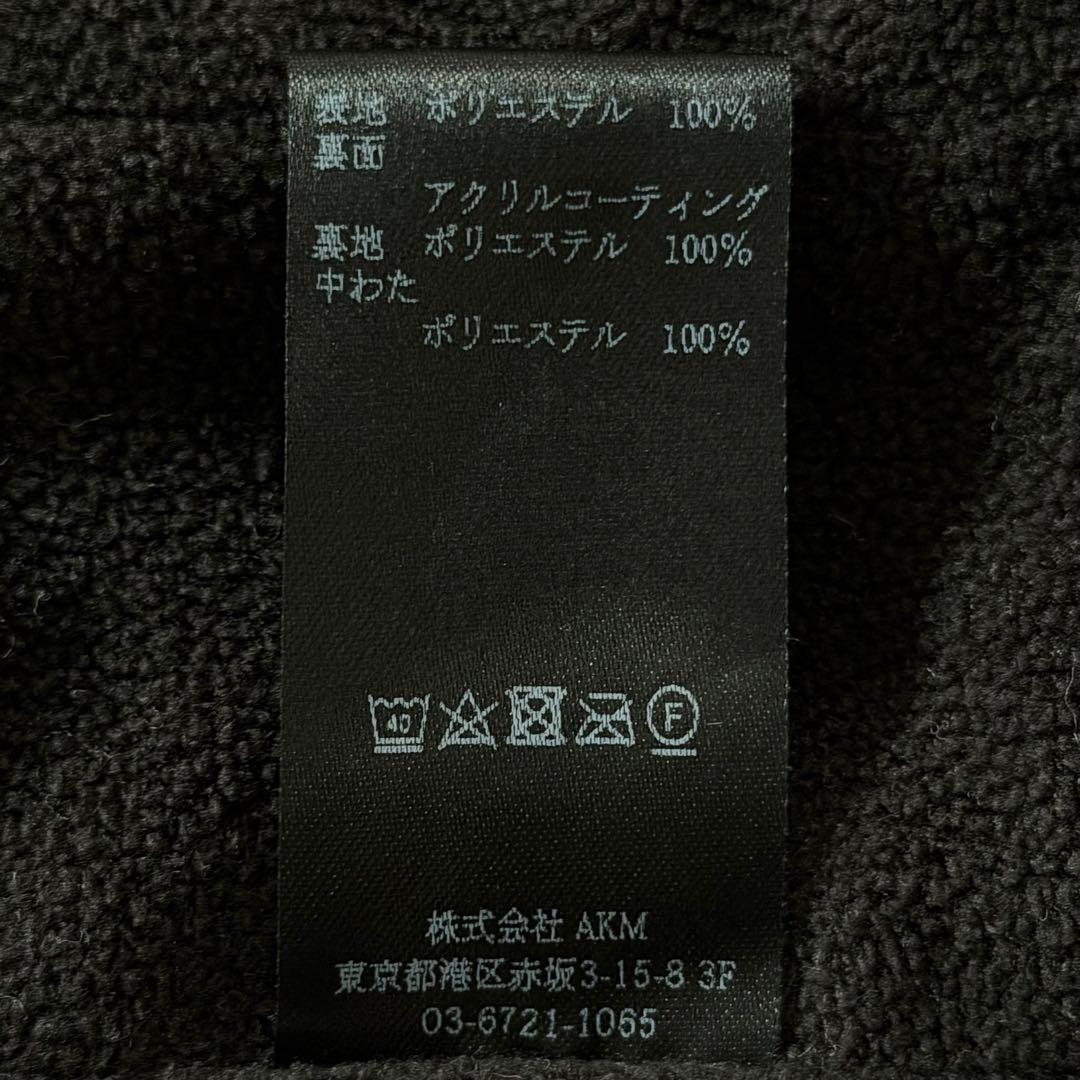 表地 ポリエステル 100%
裏面
アクリルコーティング
裏地 ポリエステル 100%
中わた
ポリエステル 100%
40 F
株式会社 AKM
東京都港区赤坂3-15-8 3F
03-6721-1065